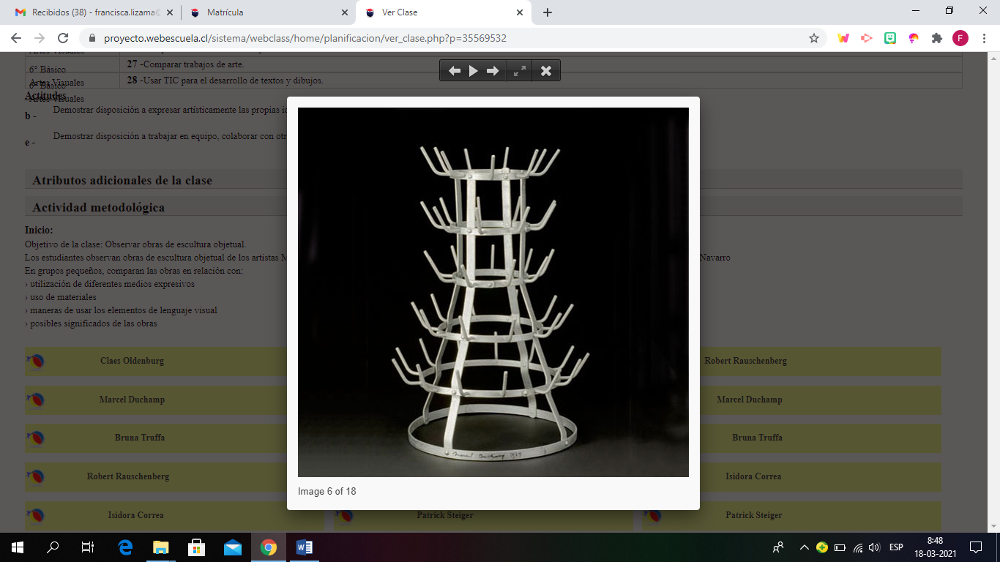 Recibidos (38) - francisca.lizama@
Matrícula
Ver Clase
proyecto.webescuela.cl/sistema/webclass/home/planificacion/ver_clase.php?p=35569532
F
Artes Visuales
27 -Comparar trabajos de arte.
6° Básico
Artes Visuales
28 -Usar TIC para el desarrollo de textos y dibujos.
6° Básico
Artes Visuales
Actitudes
b - Demostrar disposición a expresar artísticamente las propias
e - Demostrar disposición a trabajar en equipo, colaborar con
Atributos adicionales de la clase
Actividad metodológica
Inicio:
Objetivo de la clase: Observar obras de escultura objetual.
Los estudiantes observan obras de escultura objetual de los artistas M Navarro
En grupos pequeños, comparan las obras en relación con:
› utilización de diferentes medios expresivos
› uso de materiales
› maneras de usar los elementos de lenguaje visual
› posibles significados de las obras
Claes Oldenburg Robert Rauschenberg
Marcel Duchamp Marcel Duchamp
Bruna Truffa Bruna Truffa
Robert Rauschenberg Isidora Correa
Isidora Correa Patrick Steiger Patrick Steiger
Image 6 of 18
ESP
8:48
18-03-2021